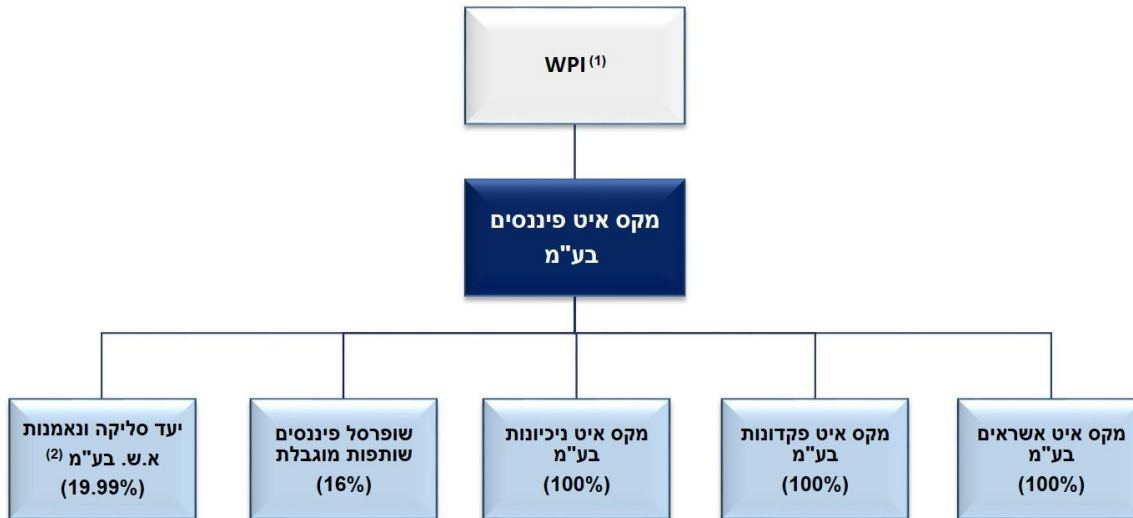 WPI (1)
מקס איט פיננסים
בע"מ
מקס איט אשראים
בע"מ
(100%)
מקס איט פקדונות
בע"מ
(100%)
מקס איט ניכיונות
בע"מ
(100%)
שופרסל פיננסים
שותפות מוגבלת
(16%)
יעד סליקה ונאמנות
א.ש. בע"מ (2)
(19.99%)